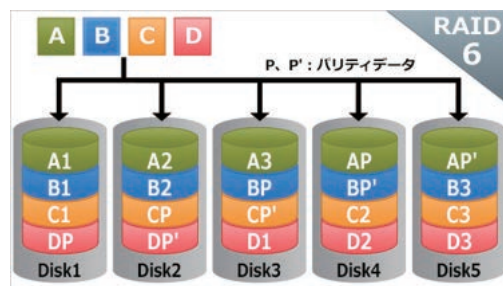 A B C D
RAID
6
P、P'：パリティデータ
A1 A2 A3 AP AP'
B1 B2 BP BP' B3
C1 CP CP' C2 C3
DP DP' D1 D2 D3
Disk1 Disk2 Disk3 Disk4 Disk5